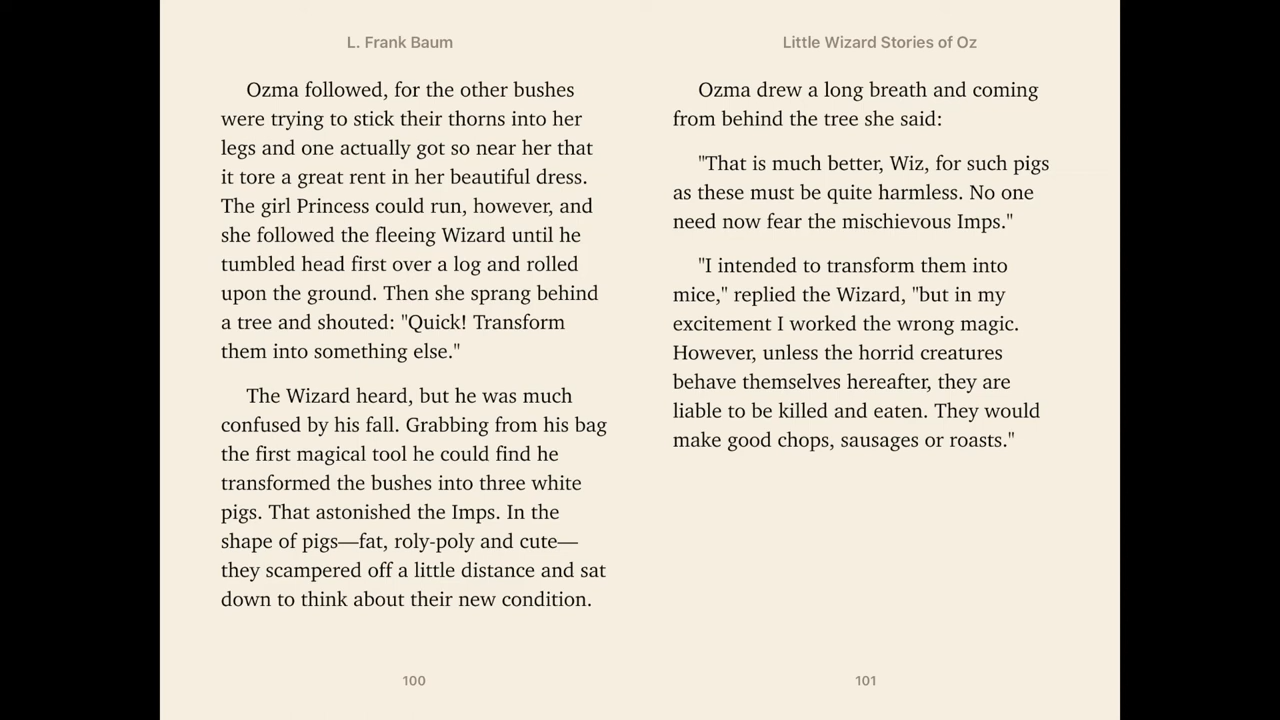 L. Frank Baum
Ozma followed, for the other bushes
were trying to stick their thorns into her
legs and one actually got so near her that
it tore a great rent in her beautiful dress.
The girl Princess could run, however, and
she followed the fleeing Wizard until he
tumbled head first over a log and rolled
upon the ground. Then she sprang behind
a tree and shouted: "Quick! Transform
them into something else."
The Wizard heard, but he was much
confused by his fall. Grabbing from his bag
the first magical tool he could find he
transformed the bushes into three white
pigs. That astonished the Imps. In the
shape of pigs—fat, roly-poly and cute—
they scampered off a little distance and sat
down to think about their new condition.
100
Little Wizard Stories of Oz
Ozma drew a long breath and coming
from behind the tree she said:
"That is much better, Wiz, for such pigs
as these must be quite harmless. No one
need now fear the mischievous Imps."
"I intended to transform them into
mice," replied the Wizard, "but in my
excitement I worked the wrong magic.
However, unless the horrid creatures
behave themselves hereafter, they are
liable to be killed and eaten. They would
make good chops, sausages or roasts."
101